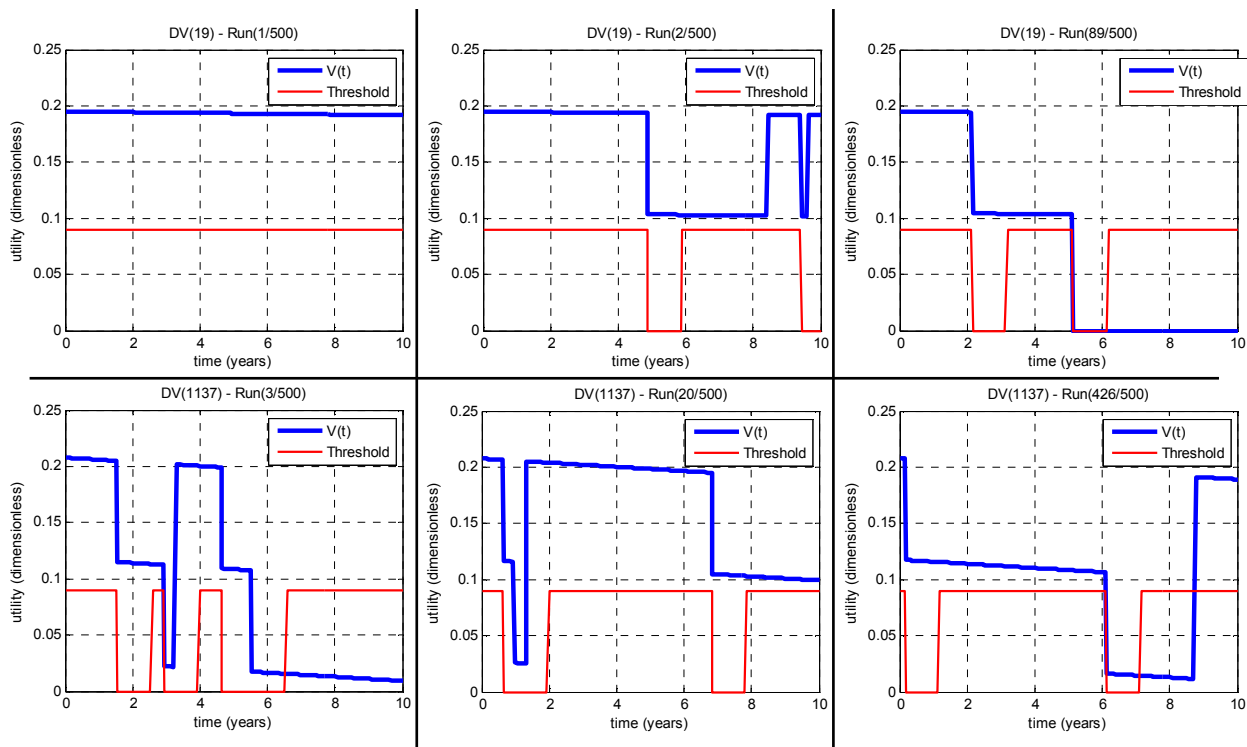 DV(19) - Run(1/500)
0.25
0.2
0.15
0.1
0.05
0
utility (dimensionless)
V(t)
Threshold
0 2 4 6 8 10
time (years)
DV(19) - Run(2/500)
0.25
0.2
0.15
0.1
0.05
0
utility (dimensionless)
V(t)
Threshold
0 2 4 6 8 10
time (years)
DV(19) - Run(89/500)
0.25
0.2
0.15
0.1
0.05
0
utility (dimensionless)
V(t)
Threshold
0 2 4 6 8 10
time (years)
DV(1137) - Run(3/500)
0.25
0.2
0.15
0.1
0.05
0
utility (dimensionless)
V(t)
Threshold
0 2 4 6 8 10
time (years)
DV(1137) - Run(20/500)
0.25
0.2
0.15
0.1
0.05
0
utility (dimensionless)
V(t)
Threshold
0 2 4 6 8 10
time (years)
DV(1137) - Run(426/500)
0.25
0.2
0.15
0.1
0.05
0
utility (dimensionless)
V(t)
Threshold
0 2 4 6 8 10
time (years)